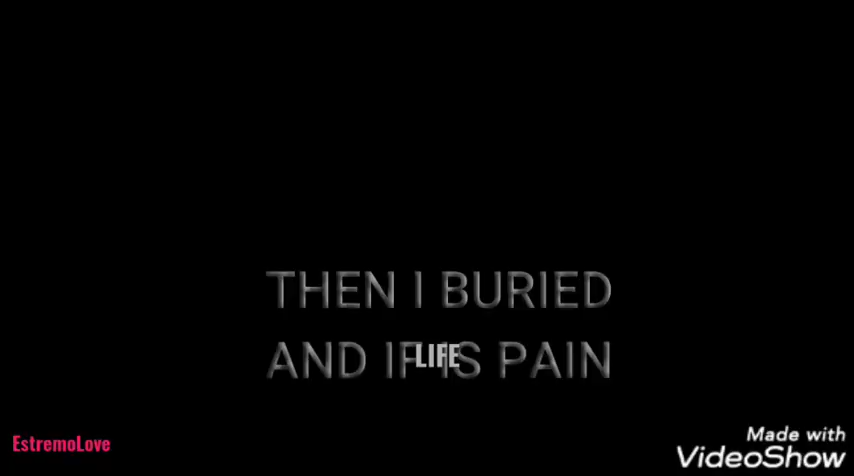 THEN I BURIED
AND IF IS PAIN
LIFE
EstremoLove
Made with
VideoShow